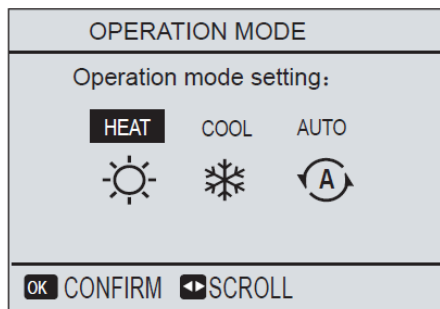 OPERATION MODE
Operation mode setting：
HEAT COOL AUTO
A
OK CONFIRM SCROLL